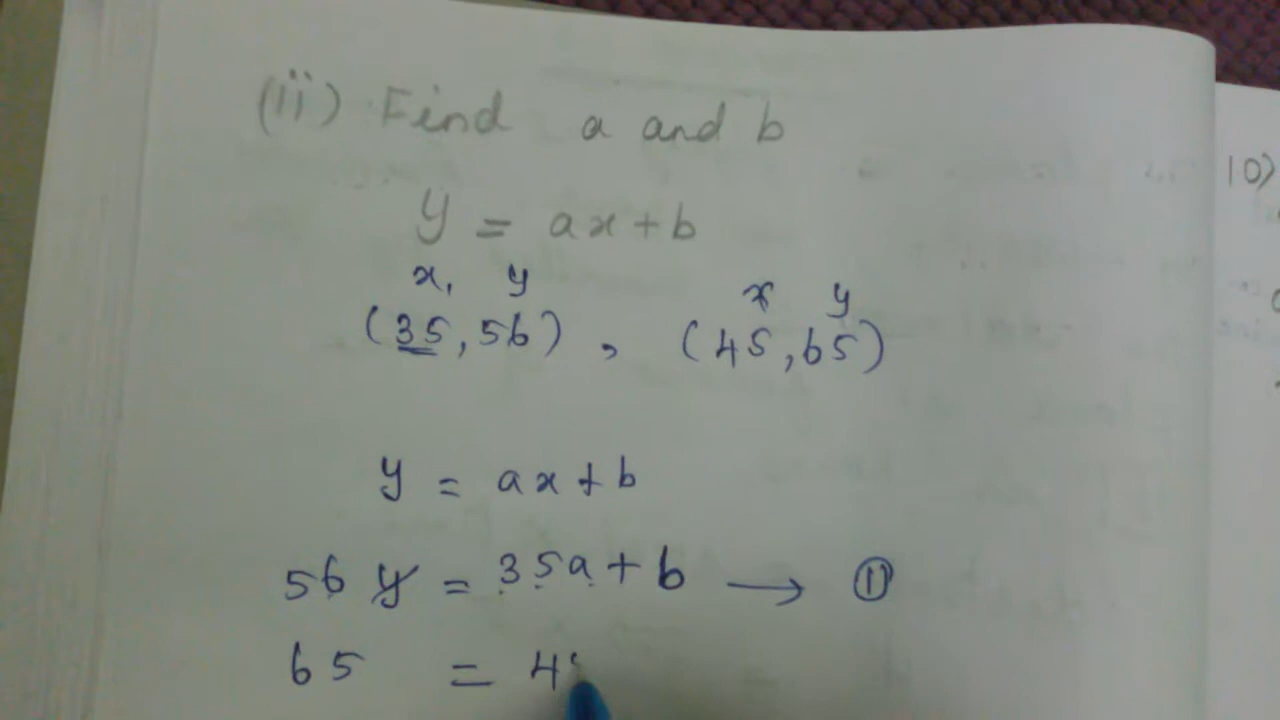 (ii) Find a and b
y = ax+b
x, y x y
(35,56) , (45,65)
y = ax+b
56 y = 35a+b → ①
65 = 4
10)